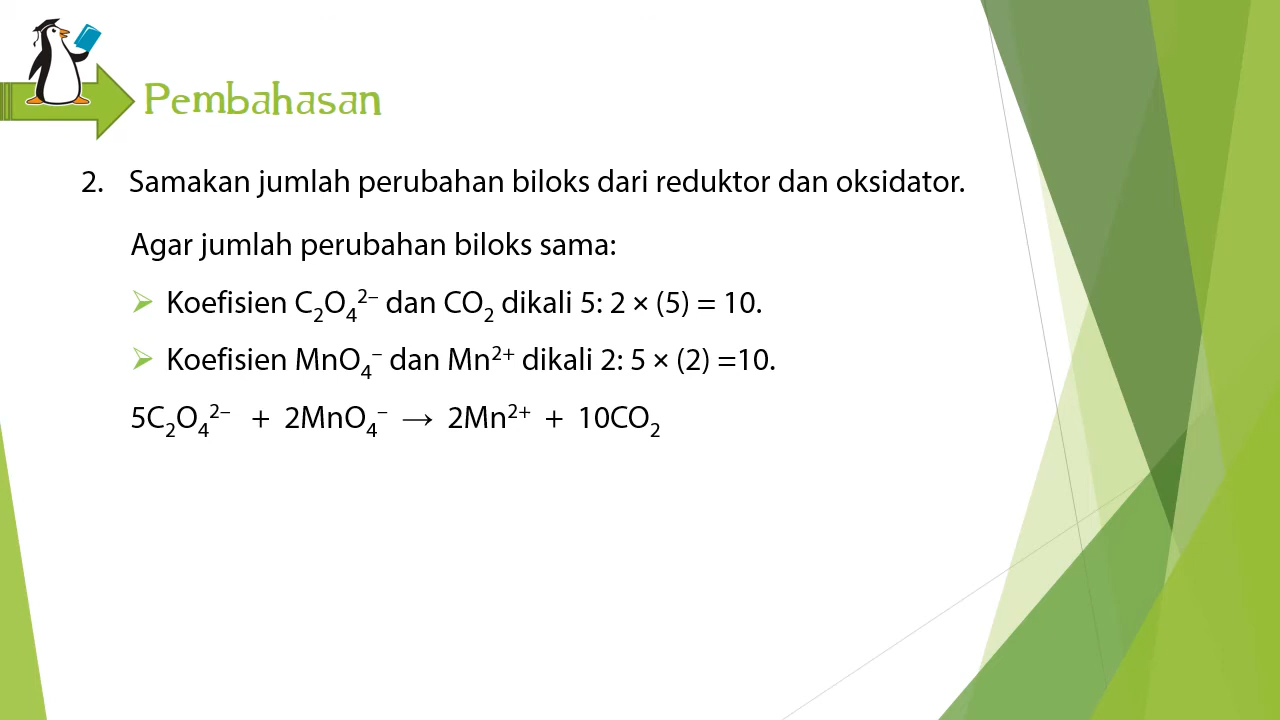 Pembahasan
2. Samakan jumlah perubahan biloks dari reduktor dan oksidator.
Agar jumlah perubahan biloks sama:
➢ Koefisien C₂O₄²⁻ dan CO₂ dikali 5: 2 × (5) = 10.
➢ Koefisien MnO₄⁻ dan Mn²⁺ dikali 2: 5 × (2) =10.
5C₂O₄²⁻ + 2MnO₄⁻ → 2Mn²⁺ + 10CO₂